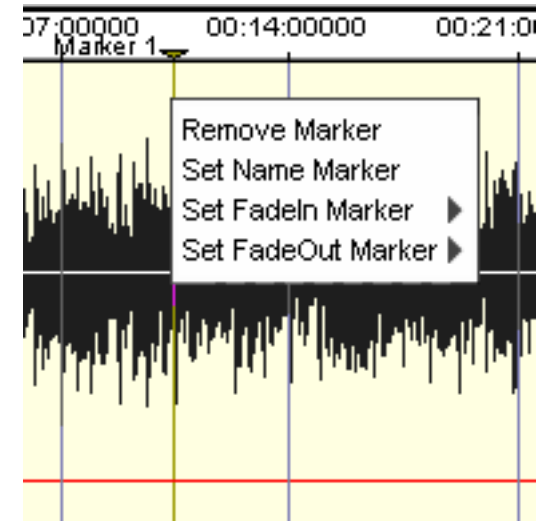 07:00000 00:14:00000 00:21:0
Marker 1
Remove Marker
Set Name Marker
Set FadeIn Marker
Set FadeOut Marker